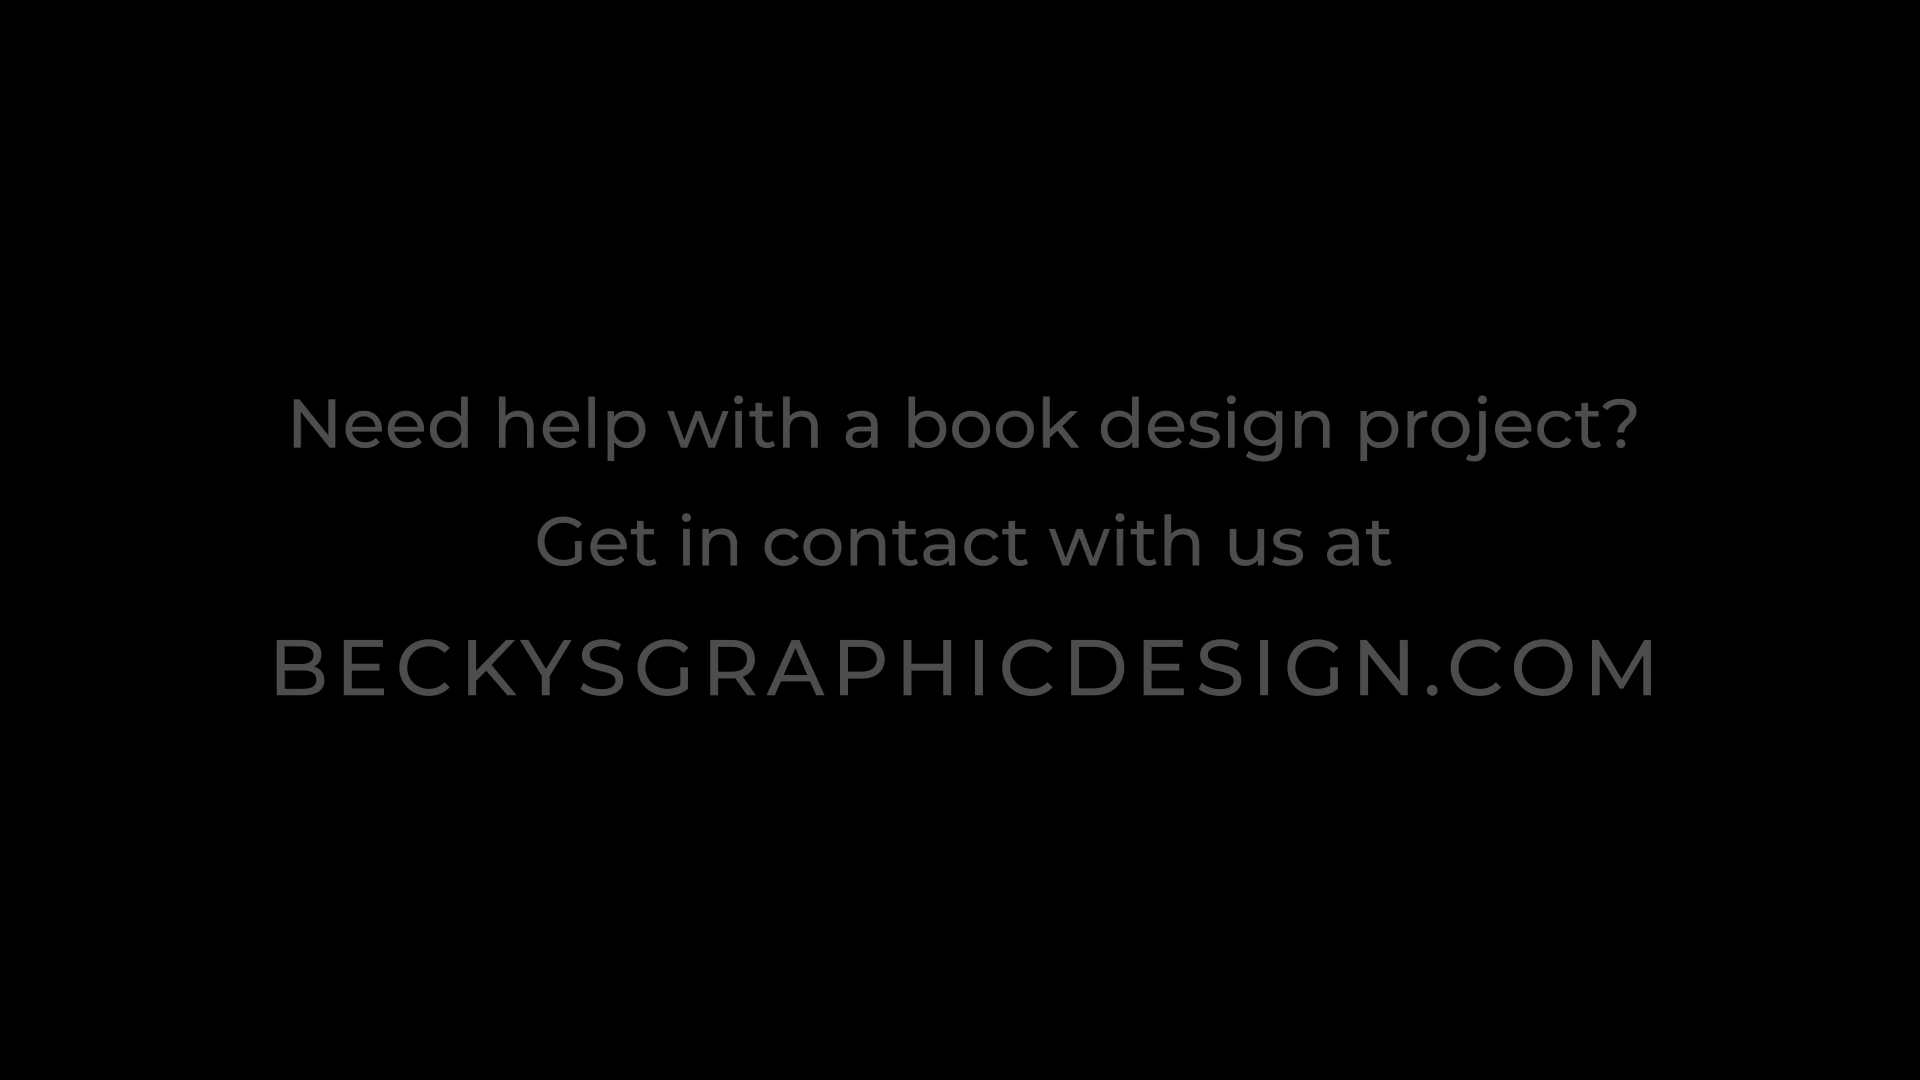 Need help with a book design project?
Get in contact with us at
BECKYSGRAPHICDESIGN.COM